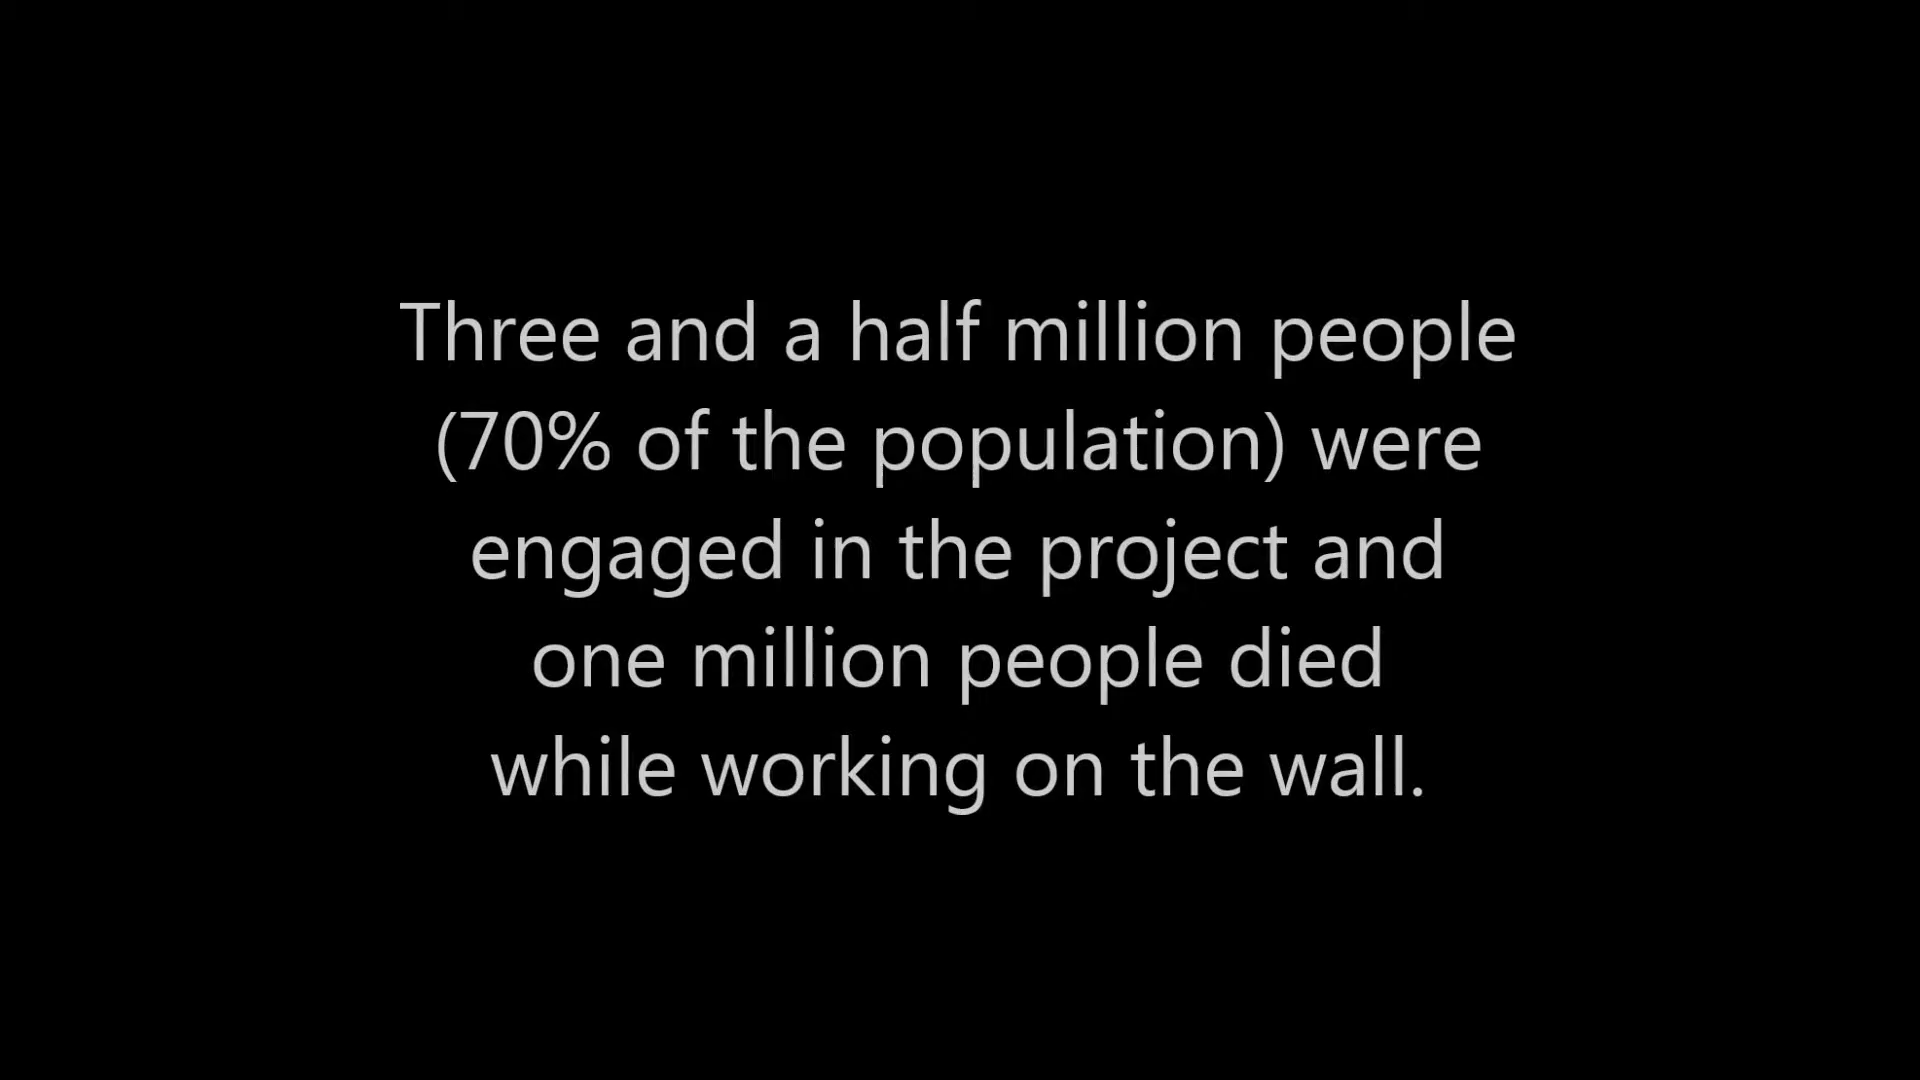 Three and a half million people
(70% of the population) were
engaged in the project and
one million people died
while working on the wall.